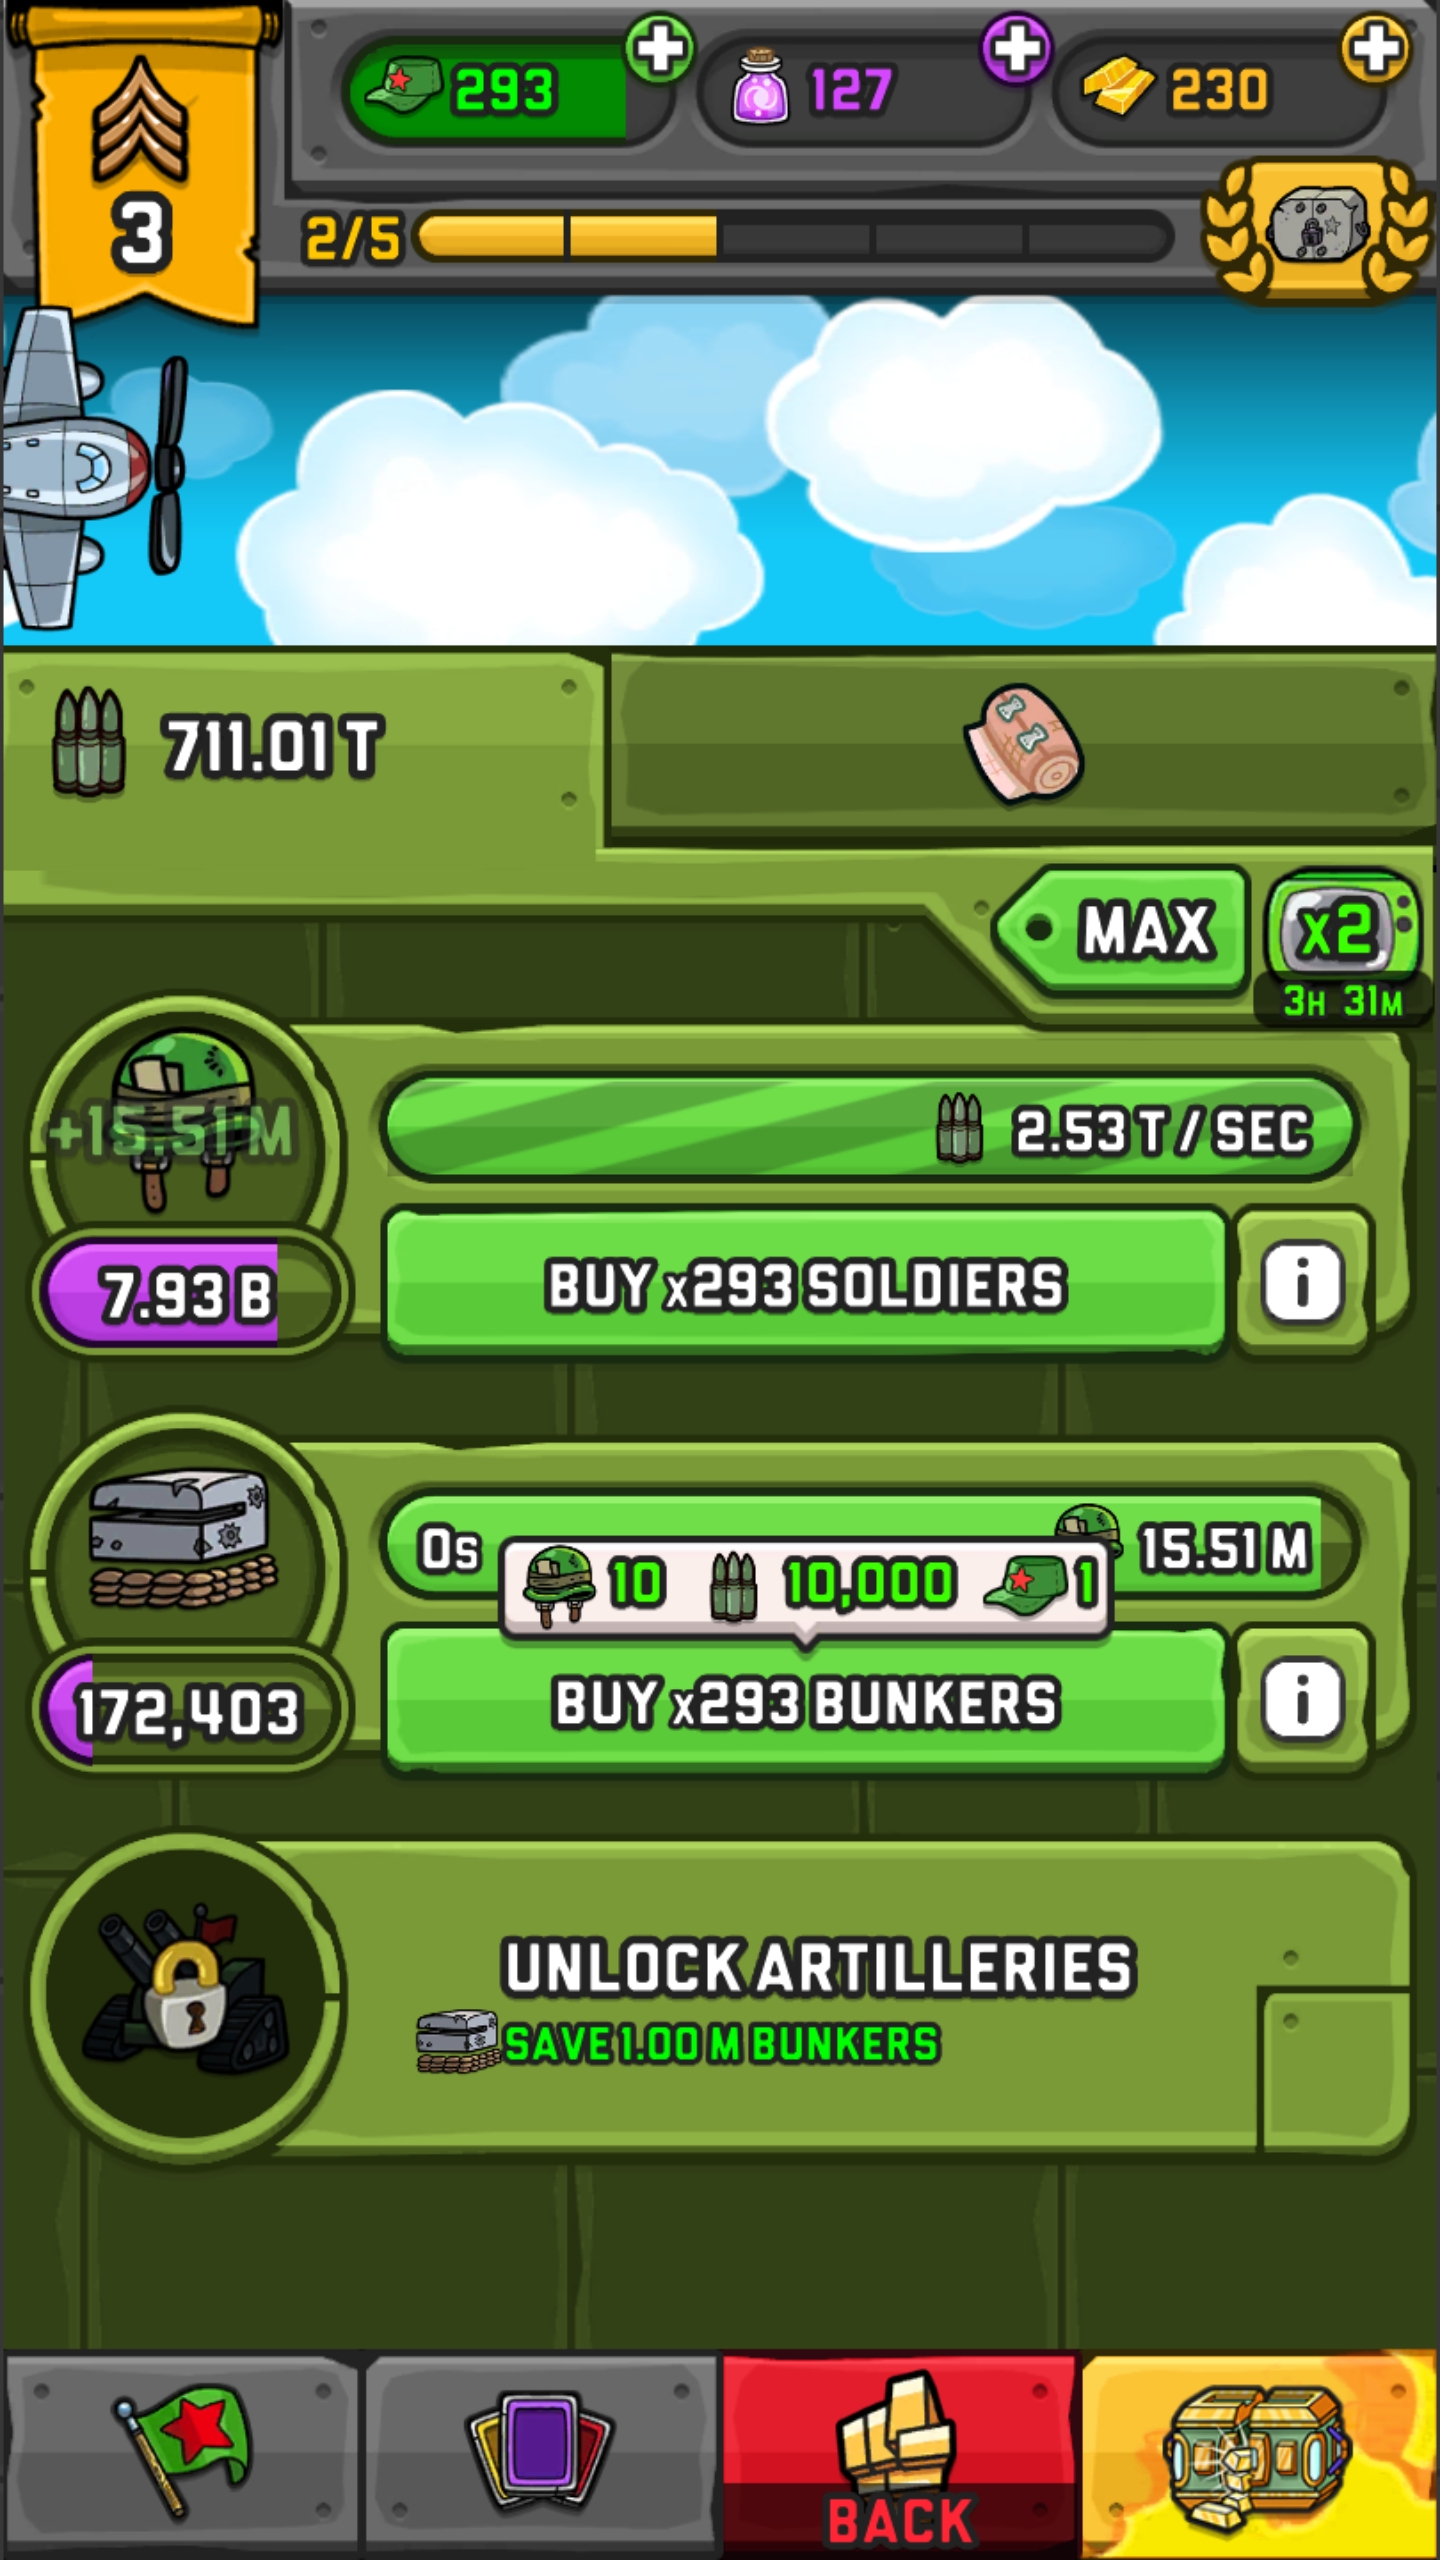 293
127
230
3
2/5
711.01 T
MAX
x2
3H 31M
+15.51 M
2.53 T / SEC
7.93 B
BUY x293 SOLDIERS
i
0s
15.51 M
10
10,000
1
172,403
BUY x293 BUNKERS
i
UNLOCK ARTILLERIES
SAVE 1.00 M BUNKERS
BACK